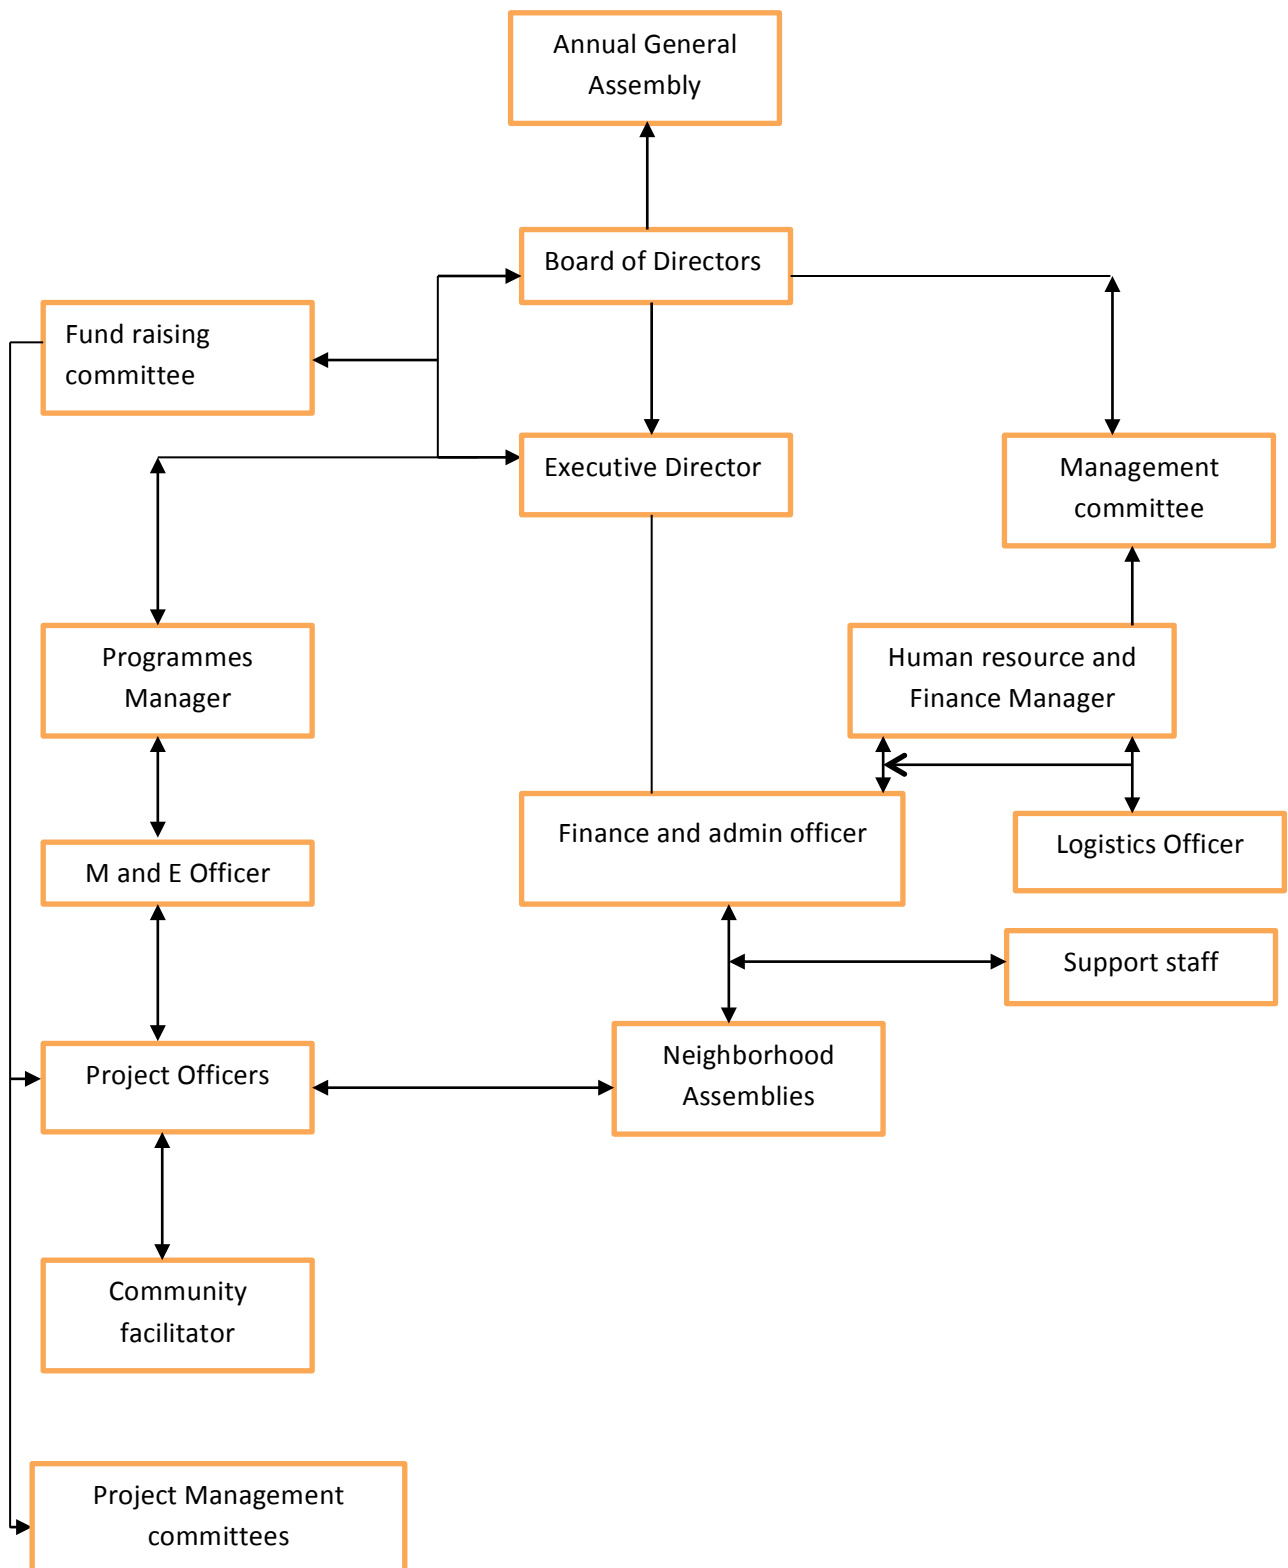 Annual General
Assembly
Board of Directors
Fund raising
committee
Executive Director
Management
committee
Programmes
Manager
Human resource and
Finance Manager
Finance and admin officer
Logistics Officer
M and E Officer
Support staff
Neighborhood
Assemblies
Project Officers
Community
facilitator
Project Management
committees